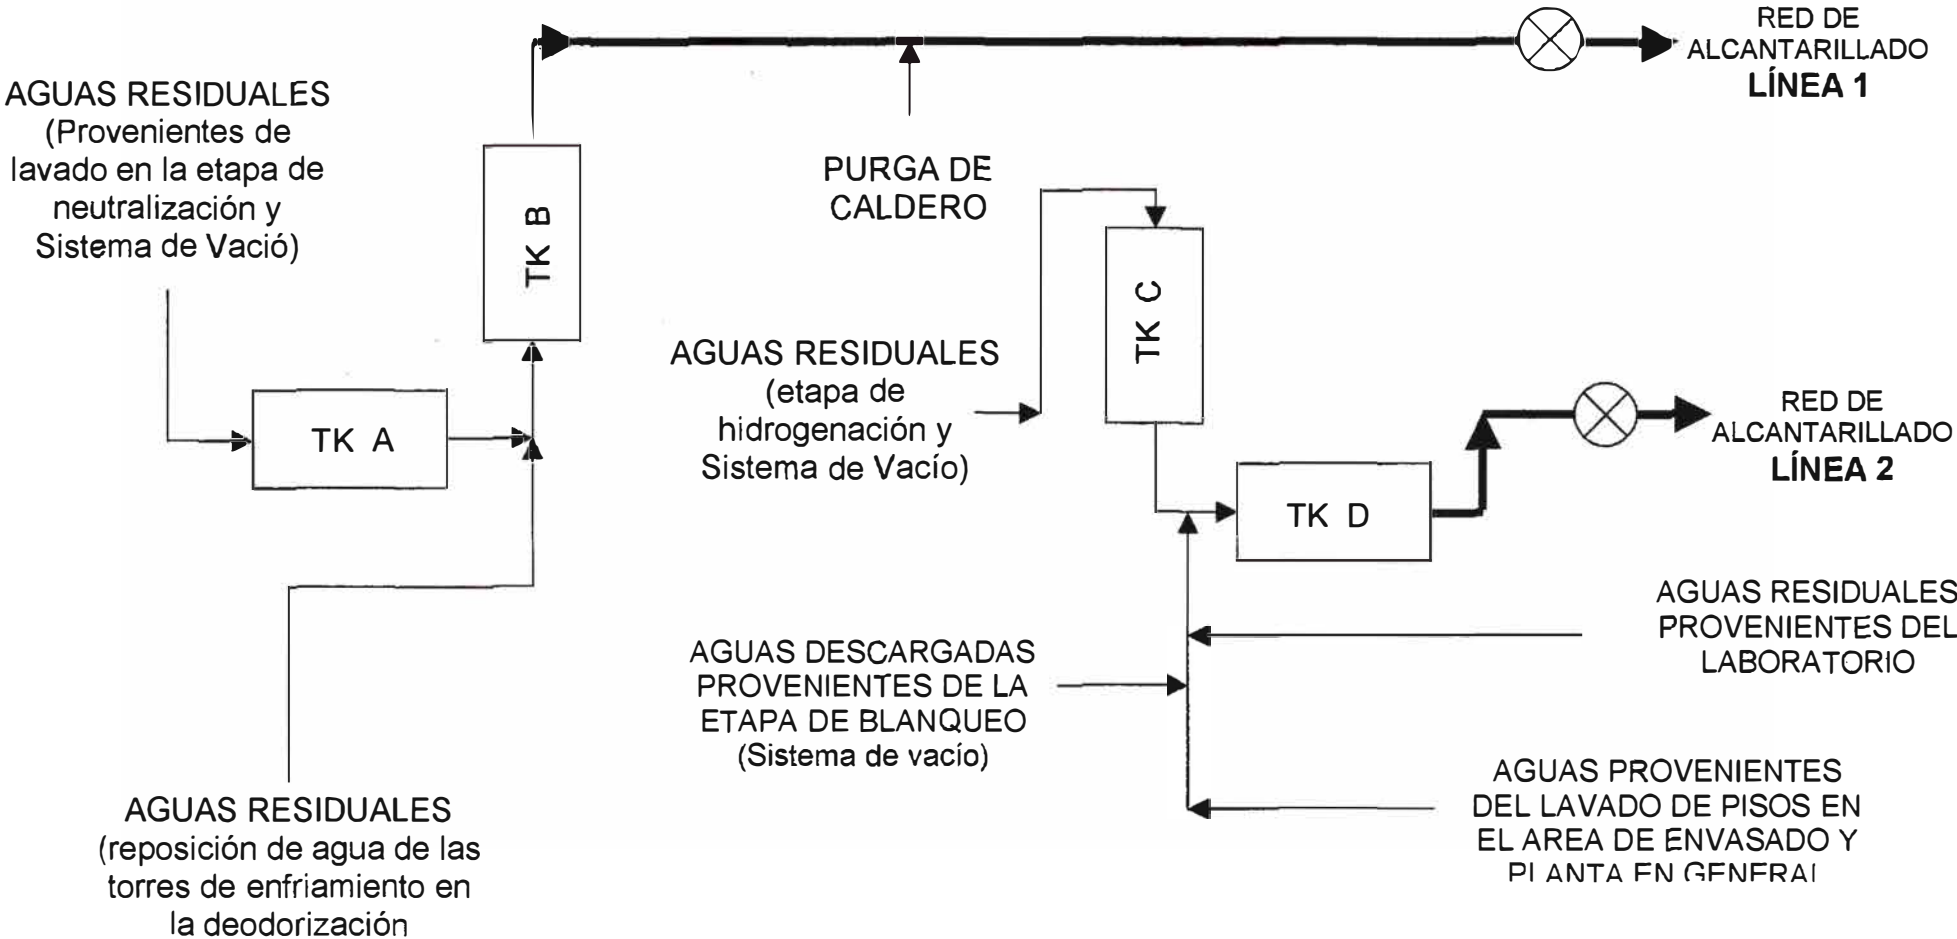 RED DE
ALCANTARILLADO
LÍNEA 1
AGUAS RESIDUALES
(Provenientes de
lavado en la etapa de
neutralización y
Sistema de Vació)
TK B
PURGA DE
CALDERO
TK C
AGUAS RESIDUALES
(etapa de
hidrogenación y
Sistema de Vacío)
TK A
RED DE
ALCANTARILLADO
LÍNEA 2
TK D
AGUAS RESIDUALES
PROVENIENTES DEL
LABORATORIO
AGUAS DESCARGADAS
PROVENIENTES DE LA
ETAPA DE BLANQUEO
(Sistema de vacío)
AGUAS PROVENIENTES
DEL LAVADO DE PISOS EN
EL AREA DE ENVASADO Y
PLANTA EN GENERAL
AGUAS RESIDUALES
(reposición de agua de las
torres de enfriamiento en
la deodorización